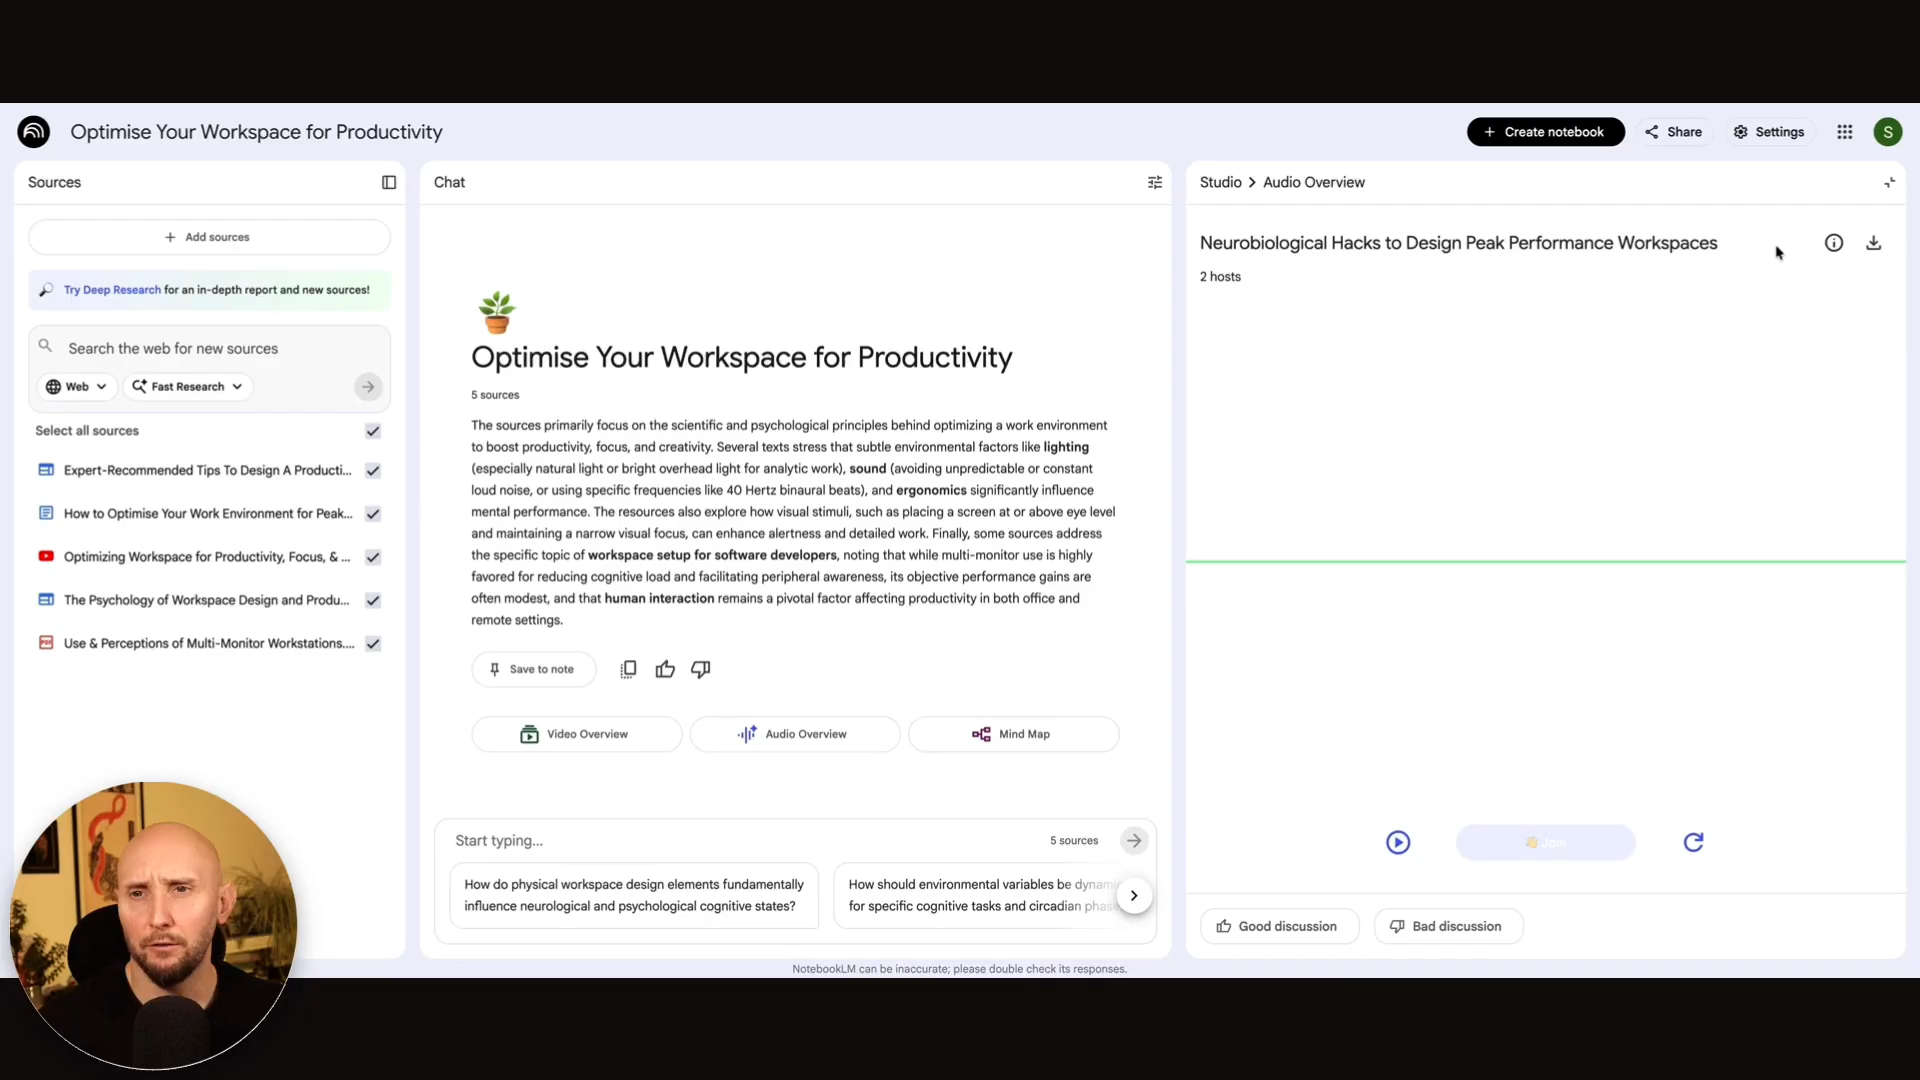 Optimise Your Workspace for Productivity
Create notebook
Share
Settings
S
Sources
Add sources
Try Deep Research for an in-depth report and new sources!
Search the web for new sources
Web
Fast Research
Select all sources
Expert-Recommended Tips To Design A Producti...
How to Optimise Your Work Environment for Peak...
Optimizing Workspace for Productivity, Focus, & ...
The Psychology of Workspace Design and Produ...
PDF
Use & Perceptions of Multi-Monitor Workstations....
Chat
Optimise Your Workspace for Productivity
5 sources
The sources primarily focus on the scientific and psychological principles behind optimizing a work environment
to boost productivity, focus, and creativity. Several texts stress that subtle environmental factors like lighting
(especially natural light or bright overhead light for analytic work), sound (avoiding unpredictable or constant
loud noise, or using specific frequencies like 40 Hertz binaural beats), and ergonomics significantly influence
mental performance. The resources also explore how visual stimuli, such as placing a screen at or above eye level
and maintaining a narrow visual focus, can enhance alertness and detailed work. Finally, some sources address
the specific topic of workspace setup for software developers, noting that while multi-monitor use is highly
favored for reducing cognitive load and facilitating peripheral awareness, its objective performance gains are
often modest, and that human interaction remains a pivotal factor affecting productivity in both office and
remote settings.
Save to note
Video Overview
Audio Overview
Mind Map
Start typing...
5 sources
How do physical workspace design elements fundamentally
influence neurological and psychological cognitive states?
How should environmental variables be dynami
for specific cognitive tasks and circadian phase
NotebookLM can be inaccurate; please double check its responses.
Studio > Audio Overview
Neurobiological Hacks to Design Peak Performance Workspaces
2 hosts
Join
Good discussion
Bad discussion